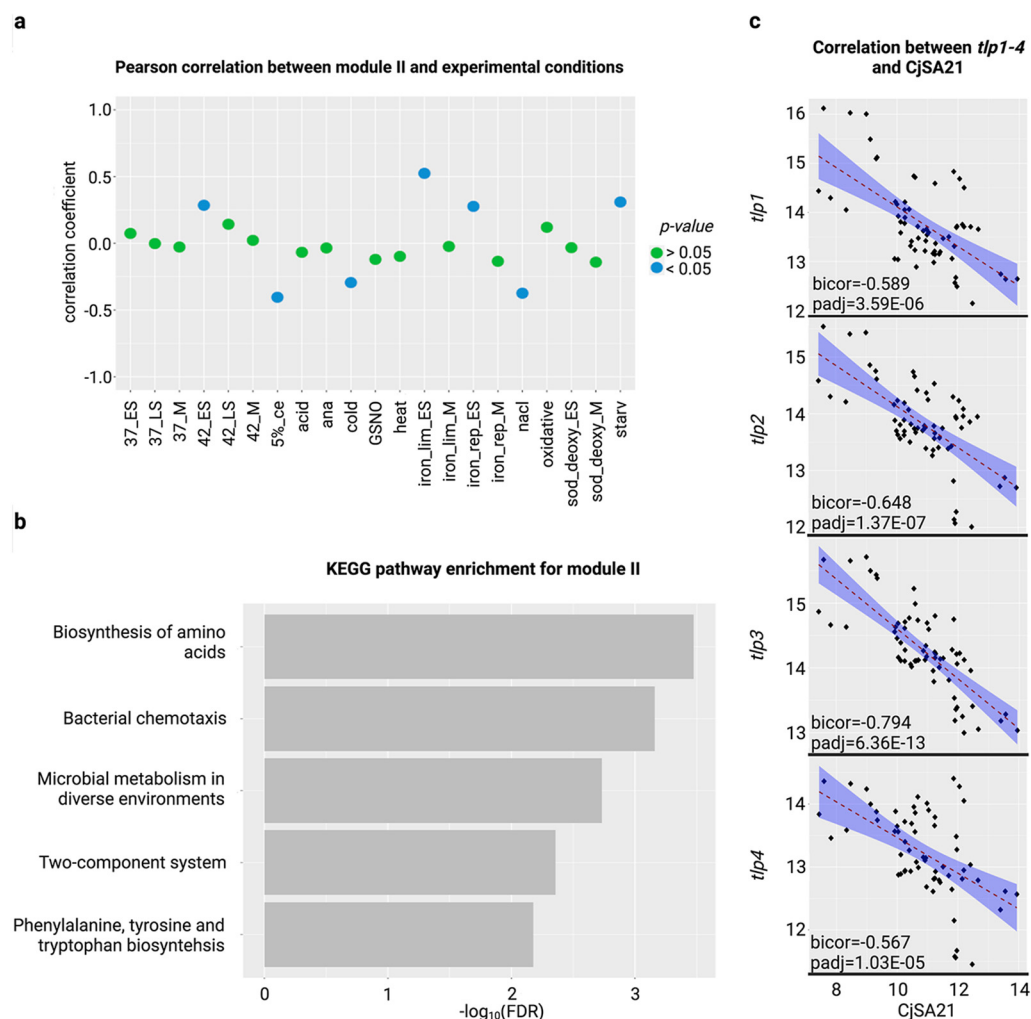 a
Pearson correlation between module II and experimental conditions
correlation coefficient
1.0
0.5
0.0
-0.5
-1.0
37_ES
37_LS
37_M
42_ES
42_LS
42_M
5%_ce
acid
ana
cold
GSNO
heat
iron_lim_ES
iron_lim_M
iron_rep_ES
iron_rep_M
nacl
oxidative
sod_deoxy_ES
sod_deoxy_M
starv
p-value
> 0.05
< 0.05
b
KEGG pathway enrichment for module II
Biosynthesis of amino
acids
Bacterial chemotaxis
Microbial metabolism in
diverse environments
Two-component system
Phenylalanine, tyrosine and
tryptophan biosyntehsis
0
1
2
3
-log10(FDR)
c
Correlation between tlp1-4
and CjSA21
tlp1
16
15
14
13
12
bicor=-0.589
padj=3.59E-06
tlp2
15
14
13
12
bicor=-0.648
padj=1.37E-07
tlp3
15
14
13
bicor=-0.794
padj=6.36E-13
tlp4
14
13
12
bicor=-0.567
padj=1.03E-05
8
10
12
14
CjSA21